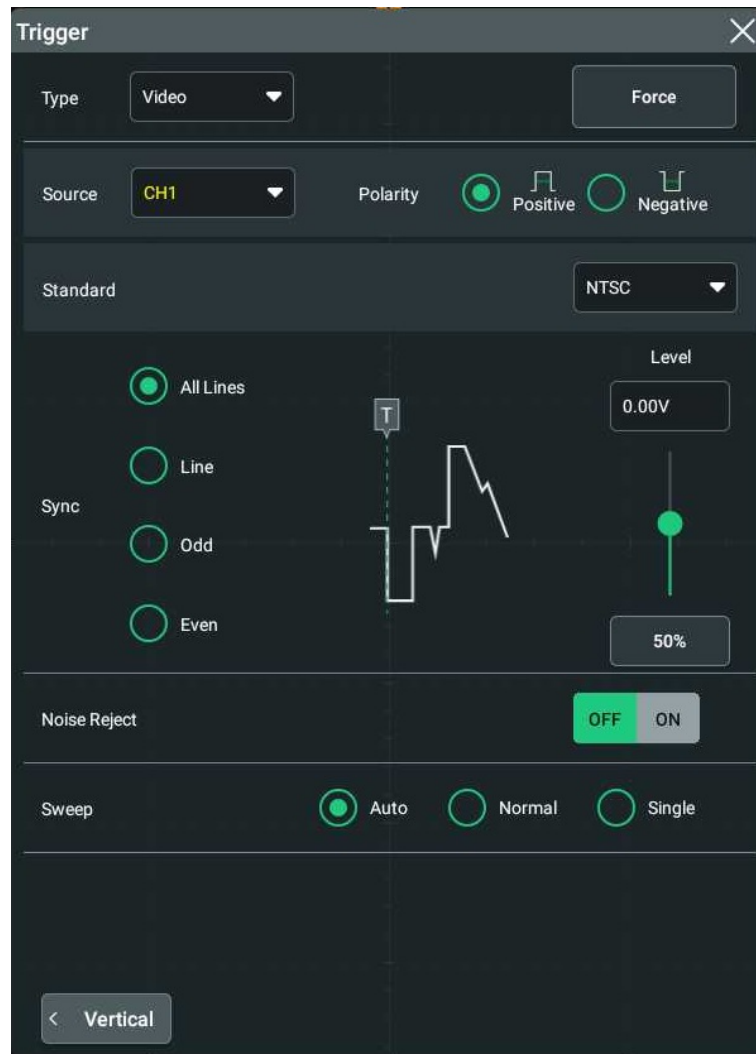 Trigger
Type Video Force
Source CH1 Polarity Positive Negative
Standard NTSC
Level
All Lines 0.00V
T
Line
Sync
Odd
Even
50%
Noise Reject OFF ON
Sweep Auto Normal Single
< Vertical